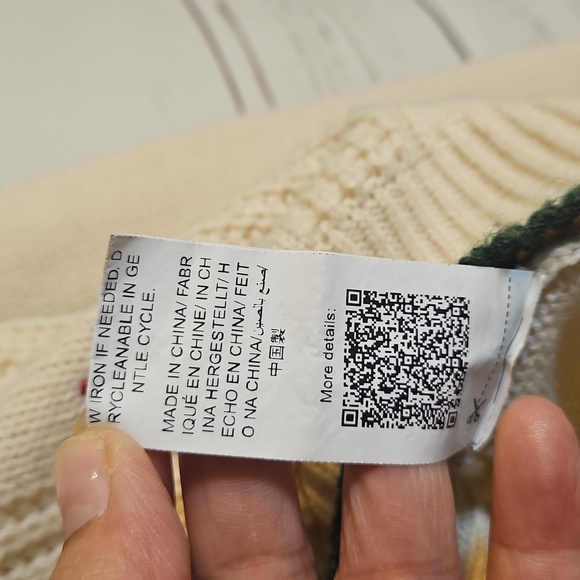 W IRON IF NEEDED. D
RYCLEANABLE IN GE
NTLE CYCLE.
MADE IN CHINA/ FABR
IQUÉ EN CHINE/ IN CH
INA HERGESTELLT/ H
ECHO EN CHINA/ FEIT
O NA CHINA/صنع بالصين/
中国製
More details: